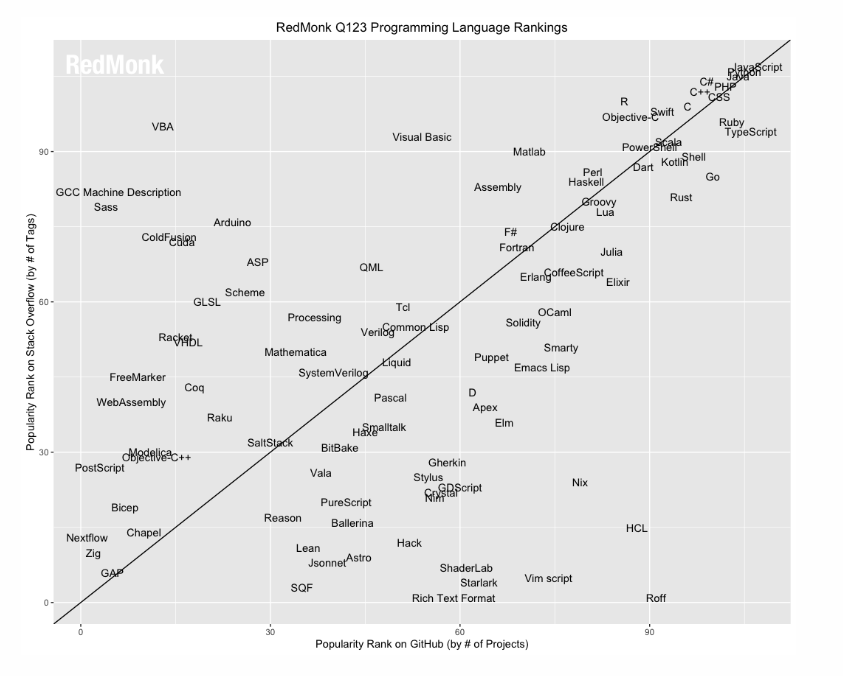 RedMonk Q123 Programming Language Rankings
RedMonk
JavaScript
Python
Java
C#
PHP
C++
CSS
R
C
Swift
Objective-C
Ruby
VBA
TypeScript
Visual Basic
Scala
PowerShell
Matlab
90
Shell
Kotlin
Dart
Perl
Go
Haskell
Assembly
GCC Machine Description
Rust
Groovy
Sass
Lua
Arduino
Clojure
F#
ColdFusion
Cuda
Fortran
Julia
ASP
QML
CoffeeScript
Erlang
Elixir
Scheme
GLSL
60
Tcl
OCaml
Processing
Solidity
Common Lisp
Verilog
Racket
VHDL
Smarty
Mathematica
Puppet
Liquid
Emacs Lisp
SystemVerilog
FreeMarker
Coq
D
Pascal
WebAssembly
Apex
Raku
Elm
Smalltalk
Haxe
SaltStack
BitBake
30
Modelica
Objective-C++
Gherkin
PostScript
Vala
Stylus
Nix
GDScript
Crystal
Nim
PureScript
Bicep
Reason
Ballerina
HCL
Chapel
Nextflow
Hack
Lean
Zig
Astro
Jsonnet
ShaderLab
GAP
Vim script
Starlark
SQF
Rich Text Format
Roff
0
0
30
60
90
Popularity Rank on GitHub (by # of Projects)
Popularity Rank on Stack Overflow (by # of Tags)